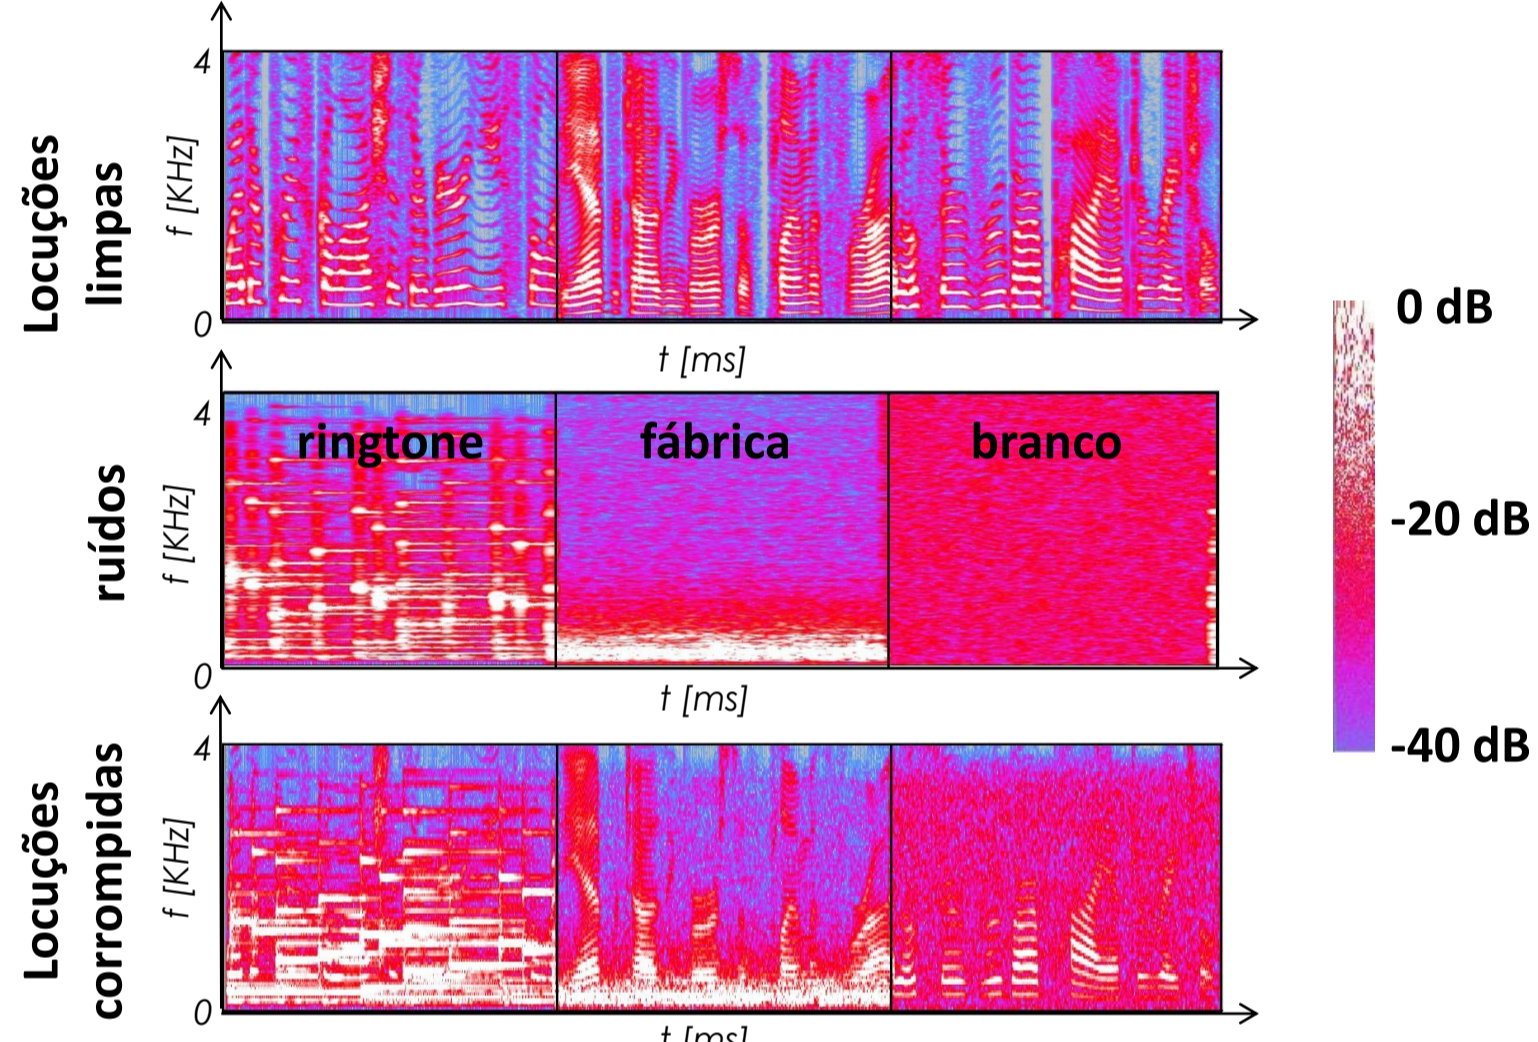 Locuções
limpas
f [KHz]
4
0
t [ms]
ruídos
f [KHz]
4
0
ringtone
fábrica
branco
t [ms]
Locuções
corrompidas
f [KHz]
4
0
t [ms]
0 dB
-20 dB
-40 dB